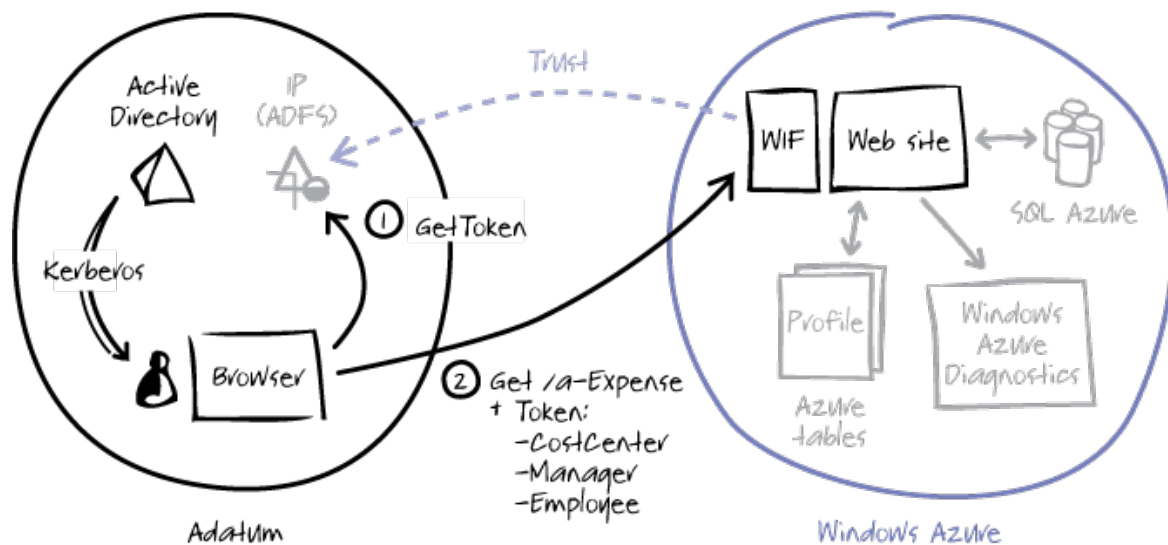 Trust
Active
Directory
IP
(ADFS)
WIF
Web site
SQL Azure
1
GetToken
Kerberos
Profile
Windows
Azure
Diagnostics
Browser
2 Get /a-Expense
+ Token:
-CostCenter
-Manager
-Employee
Azure
tables
Adatum
Windows Azure